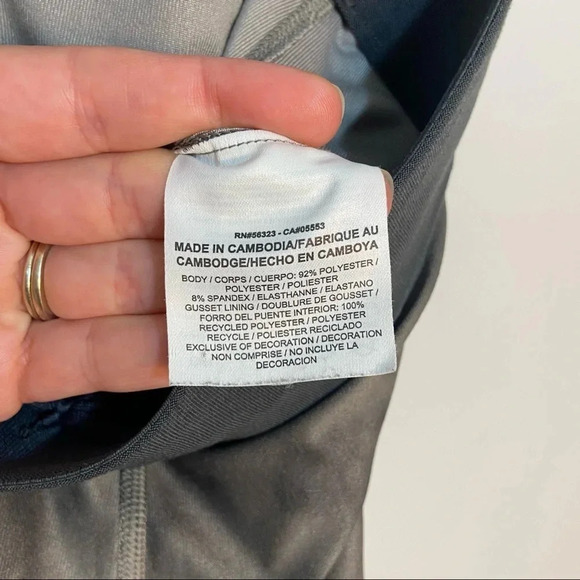 RN#56323 - CA#05553
MADE IN CAMBODIA/FABRIQUE AU
CAMBODGE/HECHO EN CAMBOYA
BODY / CORPS / CUERPO: 92% POLYESTER/
POLYESTER / POLIESTER
8% SPANDEX / ELASTHANNE / ELASTANO
GUSSET LINING / DOUBLURE DE GOUSSET /
FORRO DEL PUENTE INTERIOR: 100%
RECYCLED POLYESTER / POLYESTER
RECYCLE / POLIESTER RECICLADO
EXCLUSIVE OF DECORATION / DECORATION
NON COMPRISE / NO INCLUYE LA
DECORACION